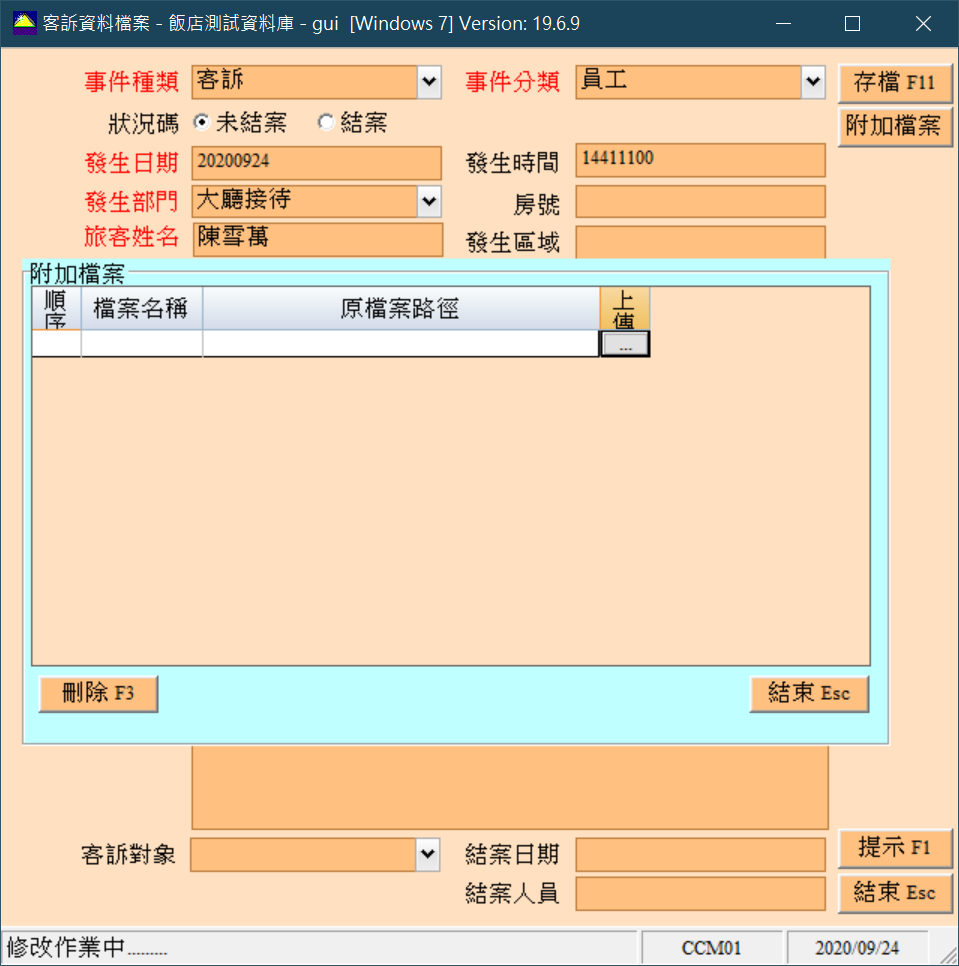 客訴資料檔案 - 飯店測試資料庫 - gui [Windows 7] Version: 19.6.9
事件種類 客訴 事件分類 員工 存檔 F11
狀況碼 未結案 結案 附加檔案
發生日期 20200924 發生時間 14411100
發生部門 大廳接待 房號
旅客姓名 陳雪萬 發生區域
附加檔案
順序 檔案名稱 原檔案路徑 上傳
...
刪除 F3 結束 Esc
客訴對象 結案日期 提示 F1
結案人員 結束 Esc
修改作業中......... CCM01 2020/09/24